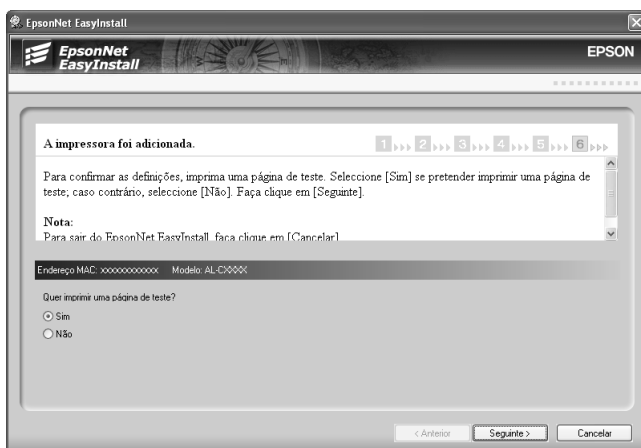 EpsonNet EasyInstall
EpsonNet
EasyInstall
EPSON
A impressora foi adicionada.
1 2 3 4 5 6
Para confirmar as definições, imprima uma página de teste. Seleccione [Sim] se pretender imprimir uma página de
teste; caso contrário, seleccione [Não]. Faça clique em [Seguinte].
Nota:
Para sair do EpsonNet EasyInstall, faça clique em [Cancelar]
Endereço MAC: xxxxxxxxxxxx Modelo: AL-CXXXX
Quer imprimir uma página de teste?
Sim
Não
< Anterior Seguinte > Cancelar